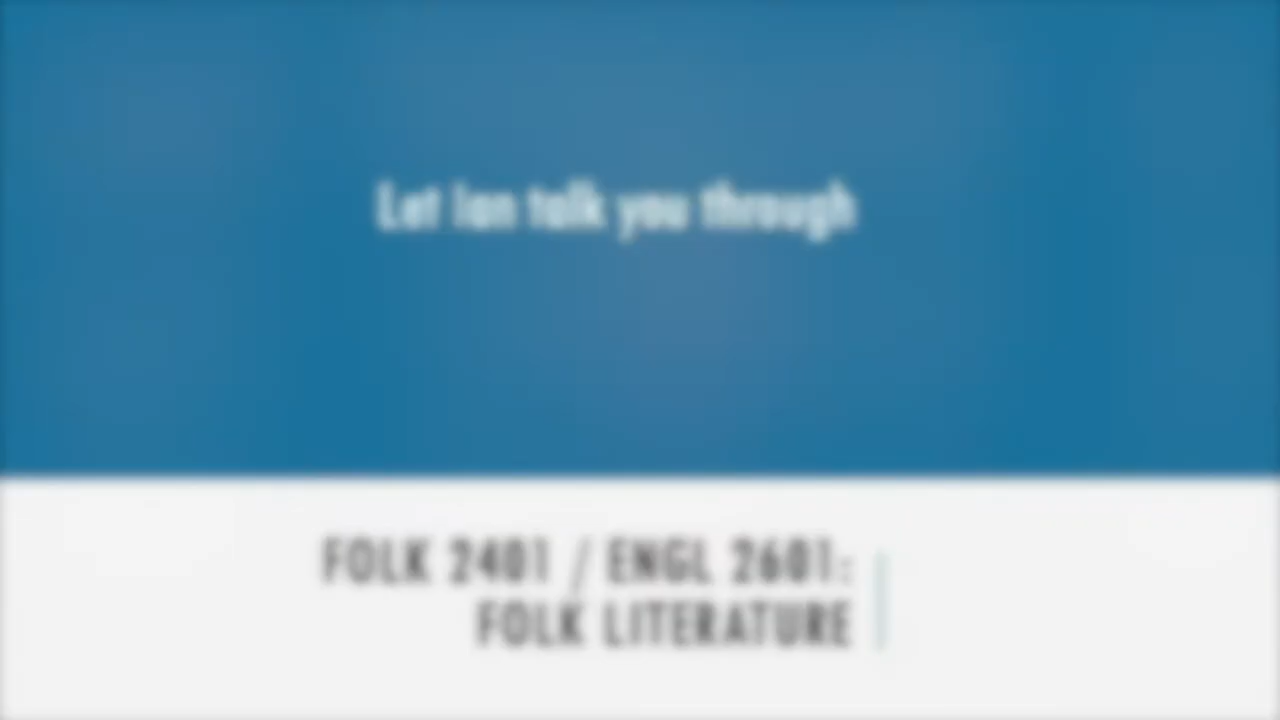 Let Ian talk you through
FOLK 2401 / ENGL 2601:
FOLK LITERATURE